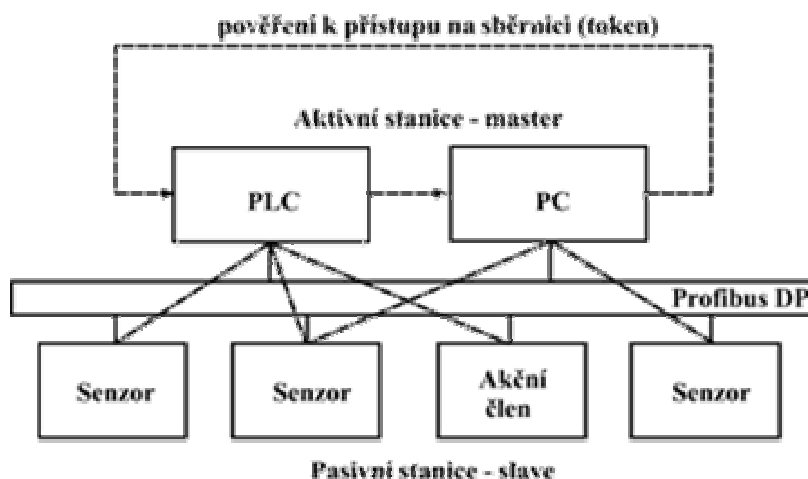 pověření k přístupu na sběrnici (token)
Aktivní stanice - master
PLC
PC
Profibus DP
Senzor
Senzor
Akční
člen
Senzor
Pasivní stanice - slave